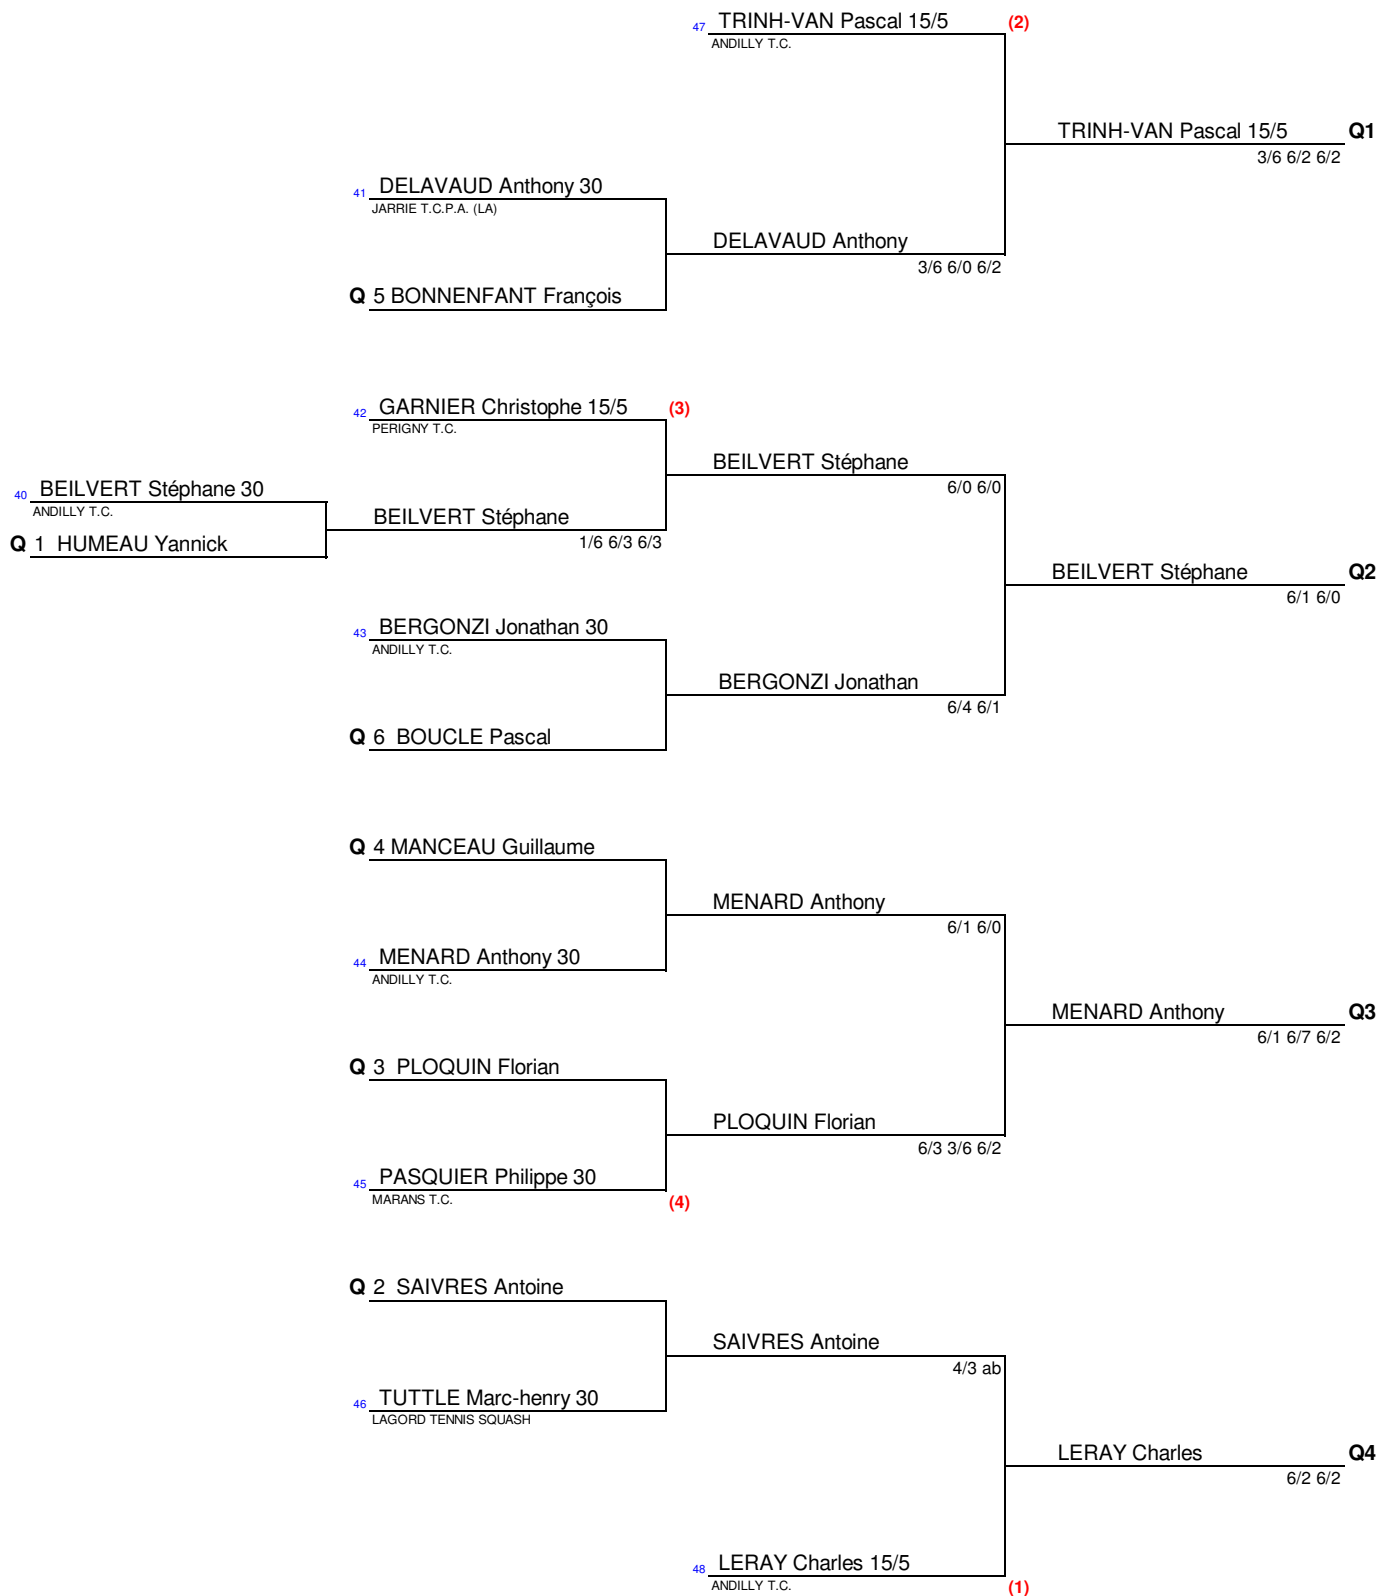 47 TRINH-VAN Pascal 15/5 (2)
ANDILLY T.C.
TRINH-VAN Pascal 15/5 Q1
3/6 6/2 6/2
41 DELAVAUD Anthony 30
JARRIE T.C.P.A. (LA)
DELAVAUD Anthony
3/6 6/0 6/2
Q 5 BONNENFANT François
42 GARNIER Christophe 15/5 (3)
PERIGNY T.C.
BEILVERT Stéphane
6/0 6/0
40 BEILVERT Stéphane 30
ANDILLY T.C.
BEILVERT Stéphane
1/6 6/3 6/3
Q 1 HUMEAU Yannick
BEILVERT Stéphane Q2
6/1 6/0
43 BERGONZI Jonathan 30
ANDILLY T.C.
BERGONZI Jonathan
6/4 6/1
Q 6 BOUCLE Pascal
Q 4 MANCEAU Guillaume
MENARD Anthony
6/1 6/0
44 MENARD Anthony 30
ANDILLY T.C.
MENARD Anthony Q3
6/1 6/7 6/2
Q 3 PLOQUIN Florian
PLOQUIN Florian
6/3 3/6 6/2
45 PASQUIER Philippe 30
MARANS T.C.
(4)
Q 2 SAIVRES Antoine
SAIVRES Antoine
4/3 ab
46 TUTTLE Marc-henry 30
LAGORD TENNIS SQUASH
LERAY Charles Q4
6/2 6/2
48 LERAY Charles 15/5
ANDILLY T.C.
(1)